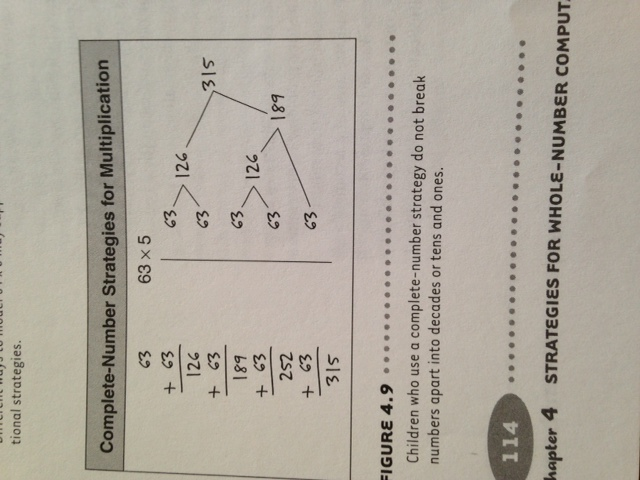 tional strategies.
Complete-Number Strategies for Multiplication
63 × 5
63
+ 63
126
+ 63
189
+ 63
252
+ 63
315
63
126
63
315
63
126
63
189
63
FIGURE 4.9
Children who use a complete-number strategy do not break
numbers apart into decades or tens and ones.
114
hapter 4 STRATEGIES FOR WHOLE-NUMBER COMPUT